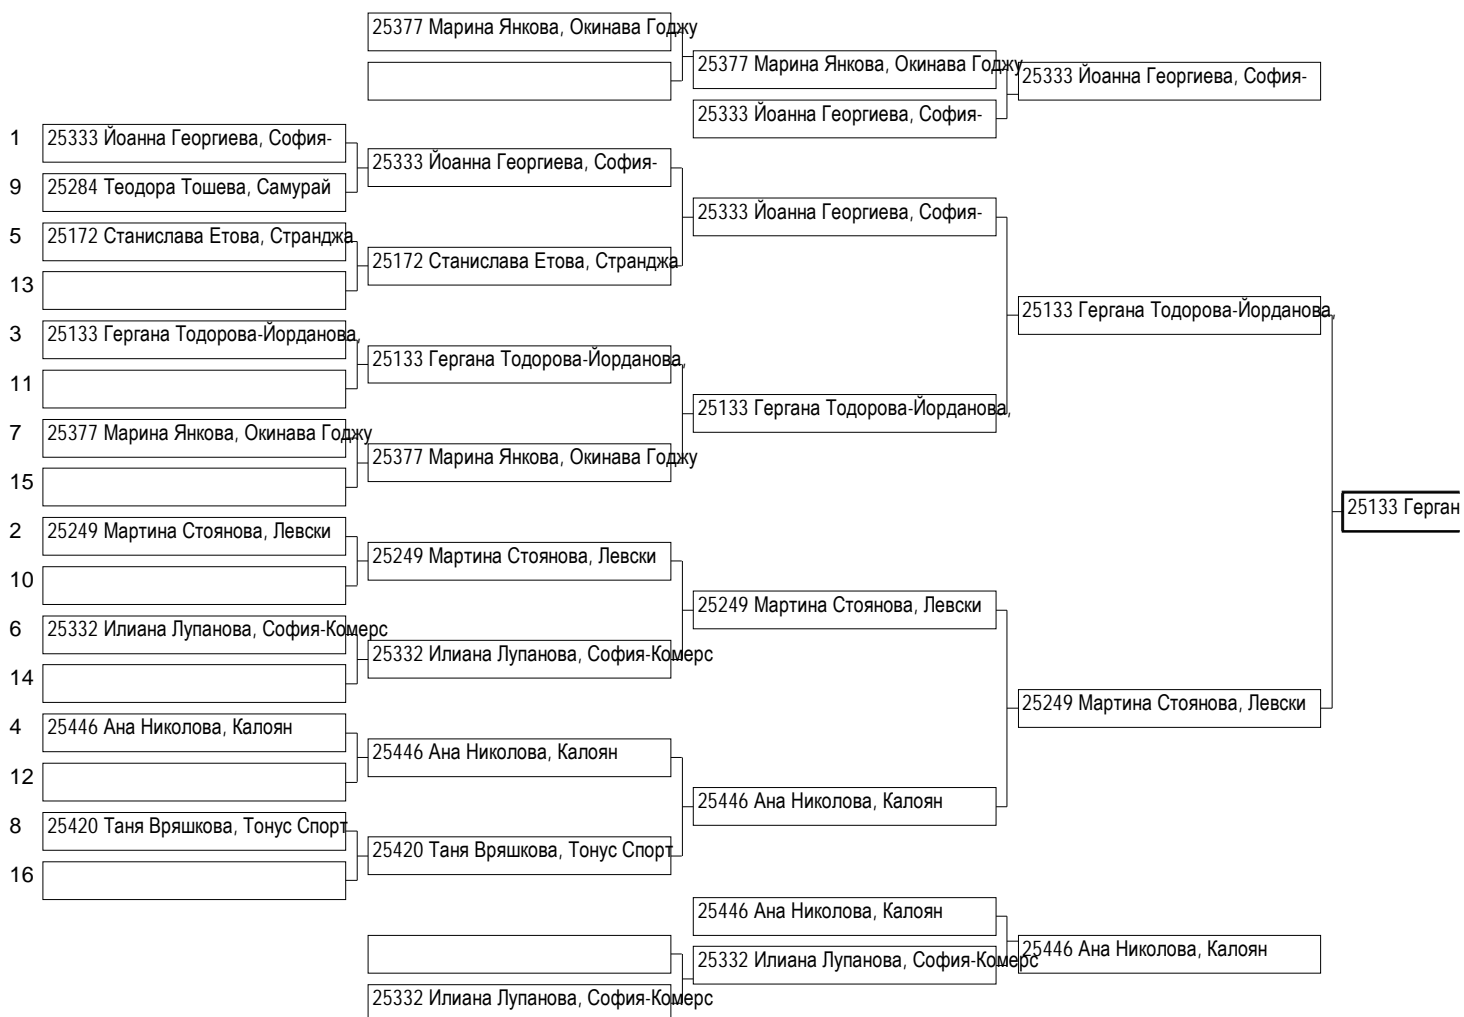 25377 Марина Янкова, Окинава Годжу
25377 Марина Янкова, Окинава Годжу
25333 Йоанна Георгиева, София-
25333 Йоанна Георгиева, София-
1 25333 Йоанна Георгиева, София-
25333 Йоанна Георгиева, София-
9 25284 Теодора Тошева, Самурай
25333 Йоанна Георгиева, София-
5 25172 Станислава Етова, Странджа
25172 Станислава Етова, Странджа
13
25133 Гергана Тодорова-Йорданова,
3 25133 Гергана Тодорова-Йорданова,
25133 Гергана Тодорова-Йорданова,
11
25133 Гергана Тодорова-Йорданова,
7 25377 Марина Янкова, Окинава Годжу
25377 Марина Янкова, Окинава Годжу
15
25133 Герган
2 25249 Мартина Стоянова, Левски
25249 Мартина Стоянова, Левски
10
25249 Мартина Стоянова, Левски
6 25332 Илиана Лупанова, София-Комерс
25332 Илиана Лупанова, София-Комерс
14
25249 Мартина Стоянова, Левски
4 25446 Ана Николова, Калоян
25446 Ана Николова, Калоян
12
25446 Ана Николова, Калоян
8 25420 Таня Вряшкова, Тонус Спорт
25420 Таня Вряшкова, Тонус Спорт
16
25446 Ана Николова, Калоян
25446 Ана Николова, Калоян
25332 Илиана Лупанова, София-Комерс
25332 Илиана Лупанова, София-Комерс